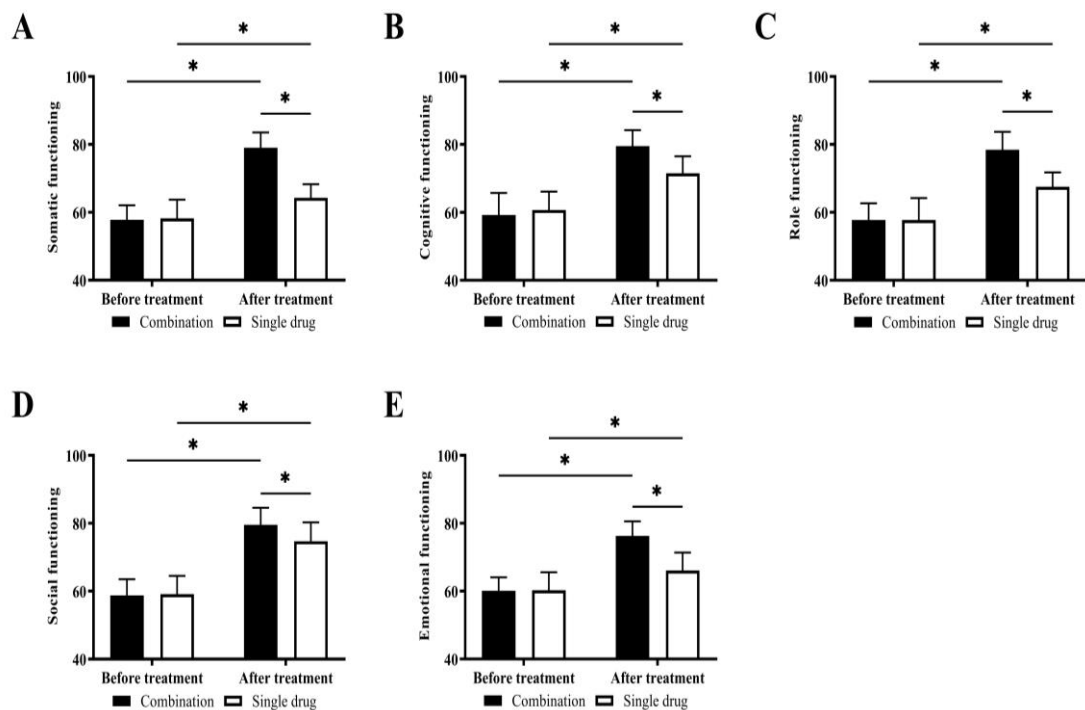 A
*
*
*
100
80
60
40
Somatic functioning
Before treatment After treatment
Combination Single drug
B
*
*
*
100
80
60
40
Cognitive functioning
Before treatment After treatment
Combination Single drug
C
*
*
*
100
80
60
40
Role functioning
Before treatment After treatment
Combination Single drug
D
*
*
*
100
80
60
40
Social functioning
Before treatment After treatment
Combination Single drug
E
*
*
*
100
80
60
40
Emotional functioning
Before treatment After treatment
Combination Single drug